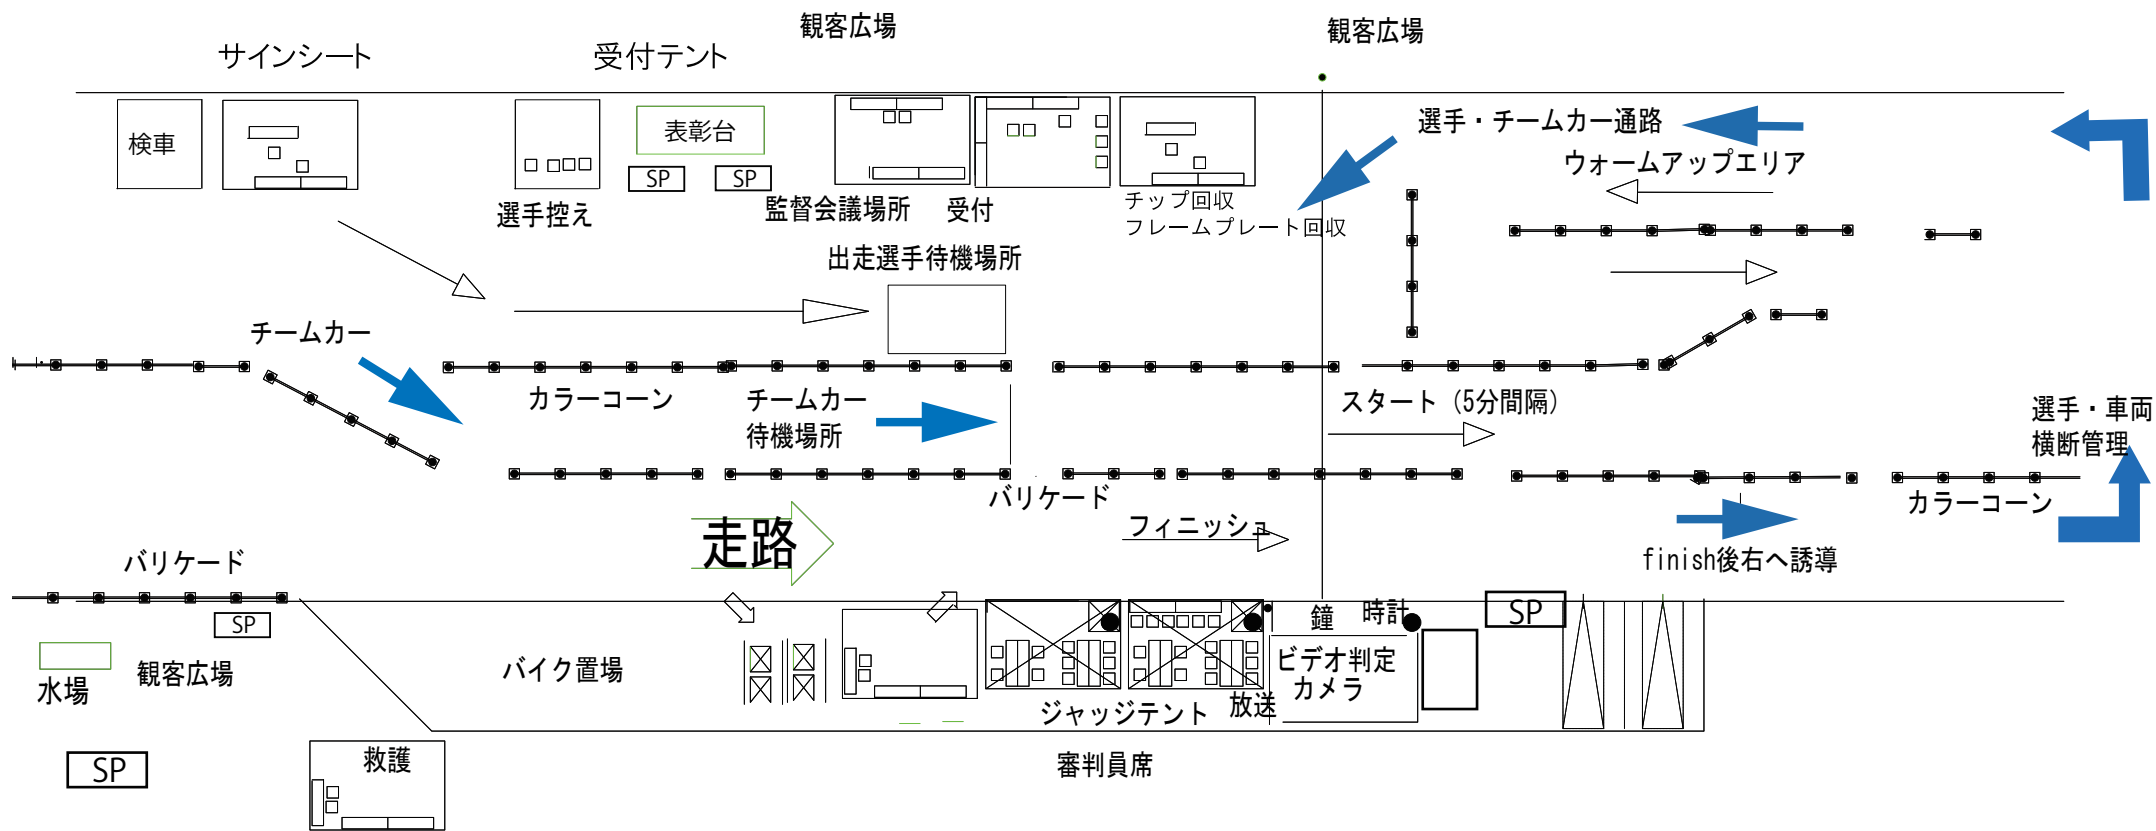 観客広場
観客広場
サインシート
受付テント
検車
表彰台
SP
SP
選手控え
監督会議場所
受付
チップ回収
フレームプレート回収
選手・チームカー通路
ウォームアップエリア
出走選手待機場所
チームカー
カラーコーン
チームカー
待機場所
スタート（5分間隔）
選手・車両
横断管理
バリケード
カラーコーン
走路
フィニッシュ
finish後右へ誘導
バリケード
SP
鐘
時計
SP
水場
観客広場
バイク置場
ビデオ判定
カメラ
放送
ジャッジテント
審判員席
SP
救護